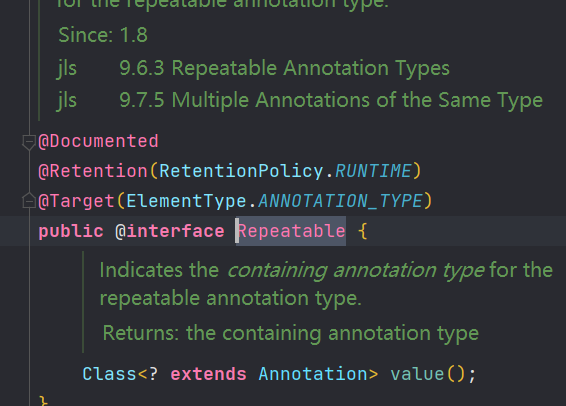 for the repeatable annotation type.
Since: 1.8
jls 9.6.3 Repeatable Annotation Types
jls 9.7.5 Multiple Annotations of the Same Type
@Documented
@Retention(RetentionPolicy.RUNTIME)
@Target(ElementType.ANNOTATION_TYPE)
public @interface Repeatable {
Indicates the containing annotation type for the
repeatable annotation type.
Returns: the containing annotation type
Class<? extends Annotation> value();
}